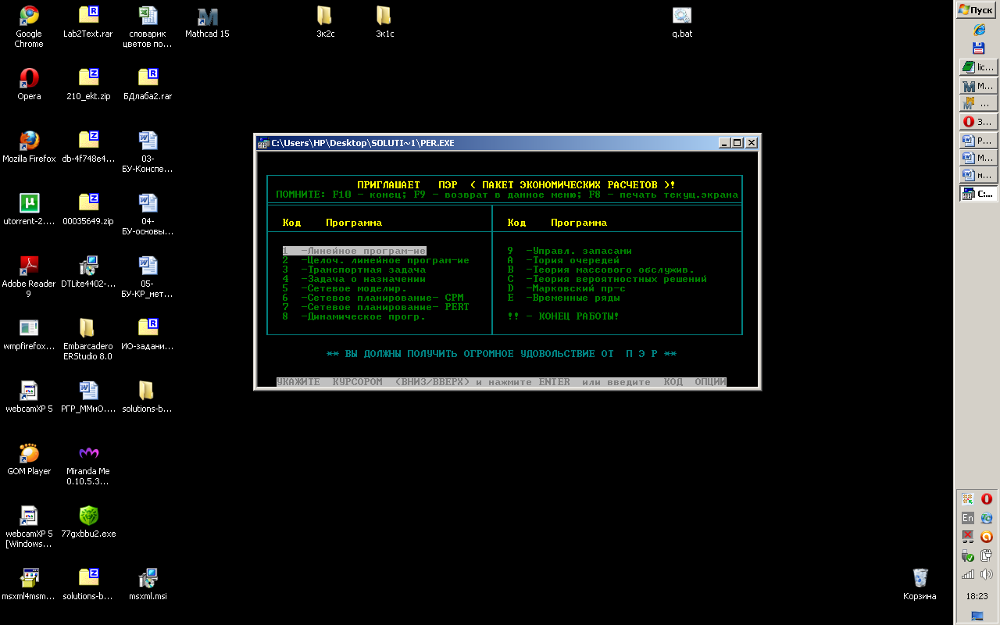 Google Chrome
Lab2Text.rar
словарик цветов по...
Mathcad 15
3к2с
3к1с
q.bat
Opera
210_ekt.zip
БДлаба2.rar
Mozilla Firefox
db-4f748e4...
03-БУ-Конспе...
utorrent-2....
00035649.zip
04-БУ-основы...
Adobe Reader 9
DTLite4402-...
05-БУ-КР_мет...
wmpfirefox...
Embarcadero ERStudio 8.0
ИО-задани...
webcamXP 5
РГР_ММиО....
solutions-b...
GOM Player
Miranda Me 0.10.5.3...
webcamXP 5 [Windows...
77gxbbu2.exe
msxml4msm...
solutions-b...
msxml.msi
Корзина
C:\Users\HP\Desktop\SOLUTI~1\PER.EXE
ПРИГЛАШАЕТ ПЭР ( ПАКЕТ ЭКОНОМИЧЕСКИХ РАСЧЕТОВ )!
ПОМНИТЕ: F10 - конец; F9 - возврат в данное меню; F8 - печать текущ.экрана
Код Программа
1 -Линейное програм-ие
2 -Целоч. линейное програм-ие
3 -Транспортная задача
4 -Задача о назначении
5 -Сетевое моделир.
6 -Сетевое планирование- CPM
7 -Сетевое планирование- PERT
8 -Динамическое прогр.
Код Программа
9 -Управл. запасами
A -Тория очередей
B -Теория массового обслужив.
C -Теория вероятностных решений
D -Марковский пр-с
E -Временные ряды
!! - КОНЕЦ РАБОТЫ!
** ВЫ ДОЛЖНЫ ПОЛУЧИТЬ ОГРОМНОЕ УДОВОЛЬСТВИЕ ОТ П Э Р **
УКАЖИТЕ КУРСОРОМ (ВНИЗ/ВВЕРХ) и нажмите ENTER или введите КОД ОПЦИИ
Пуск
lic...
M...
...
З...
Р...
М...
м...
C:...
En
18:23